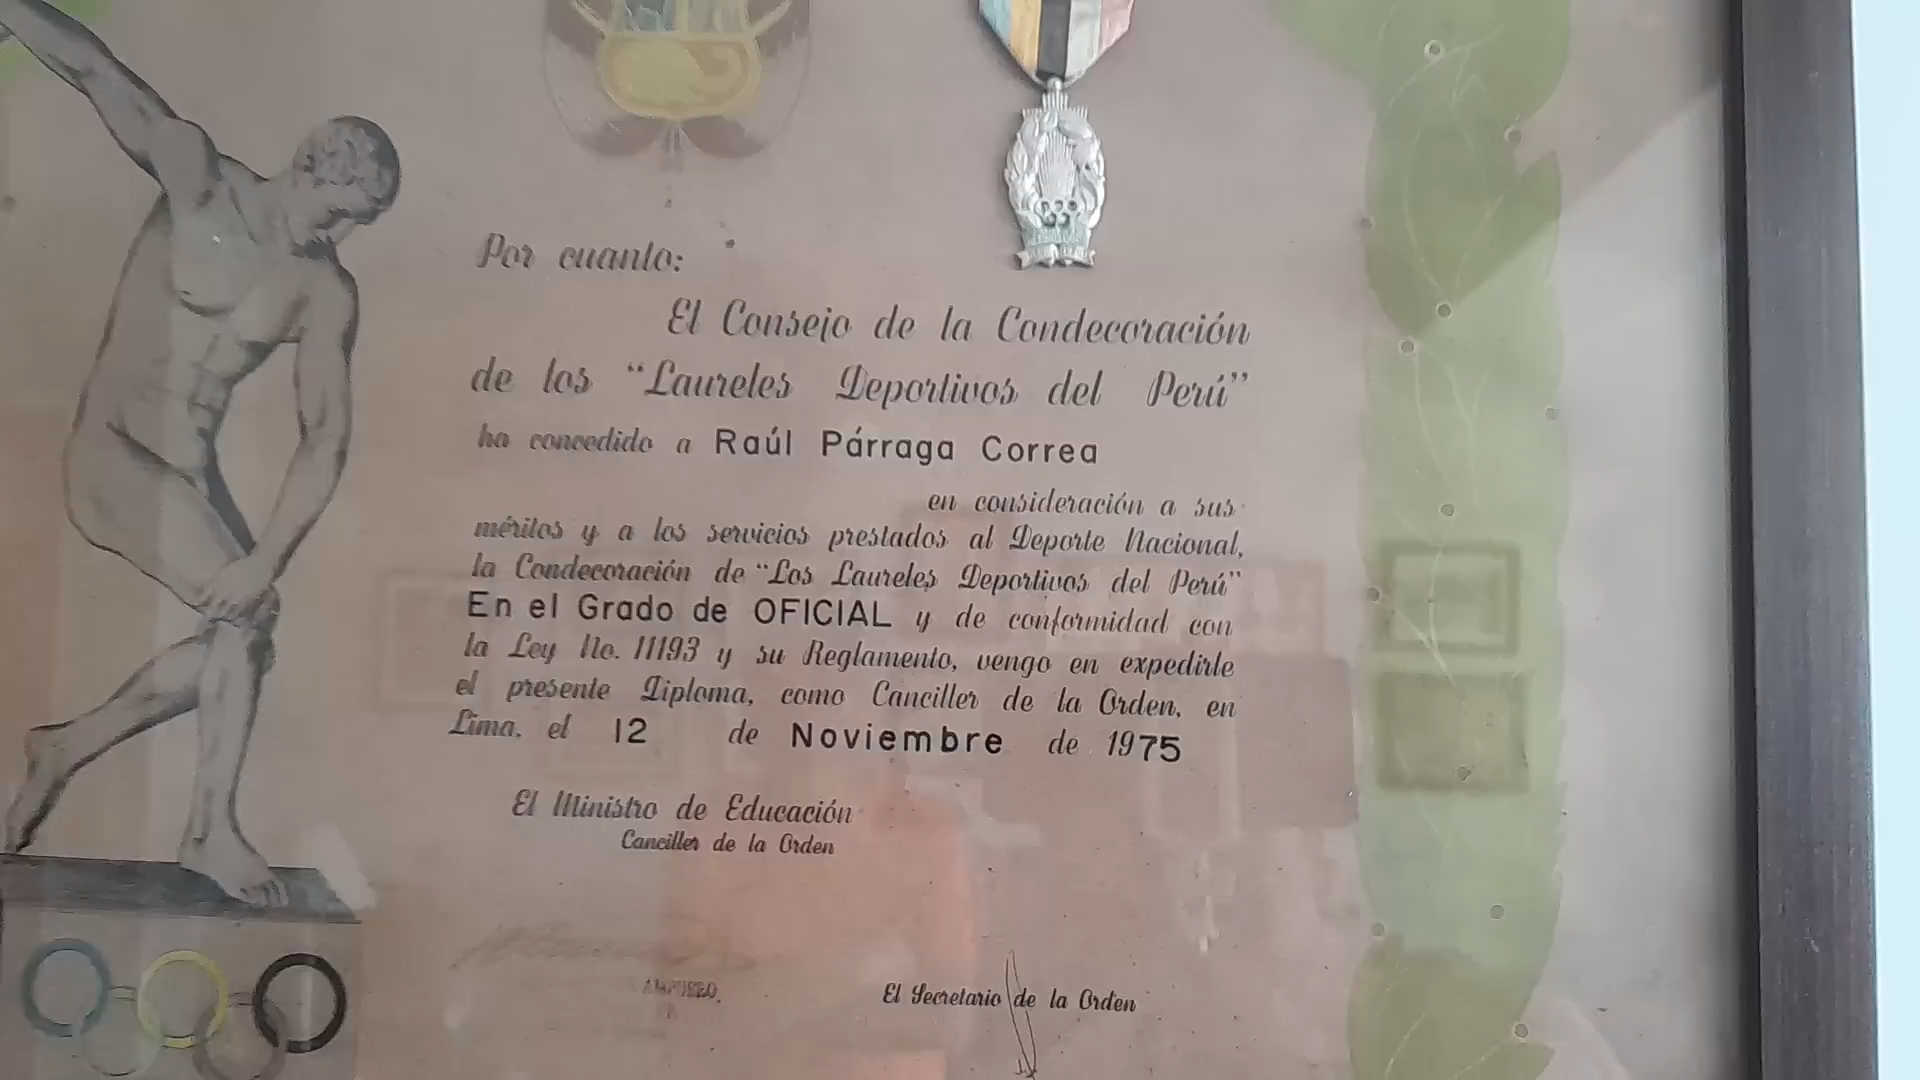 Por cuanto:
El Consejo de la Condecoración
de los “Laureles Deportivos del Perú”
ha concedido a Raúl Párraga Correa
en consideración a sus
méritos y a los servicios prestados al Deporte Nacional,
la Condecoración de “Los Laureles Deportivos del Perú”
En el Grado de OFICIAL y de conformidad con
la Ley No. 11193 y su Reglamento, vengo en expedirle
el presente Diploma, como Canciller de la Orden, en
Lima, el 12 de Noviembre de 1975
El Ministro de Educación
Canciller de la Orden
El Secretario de la Orden